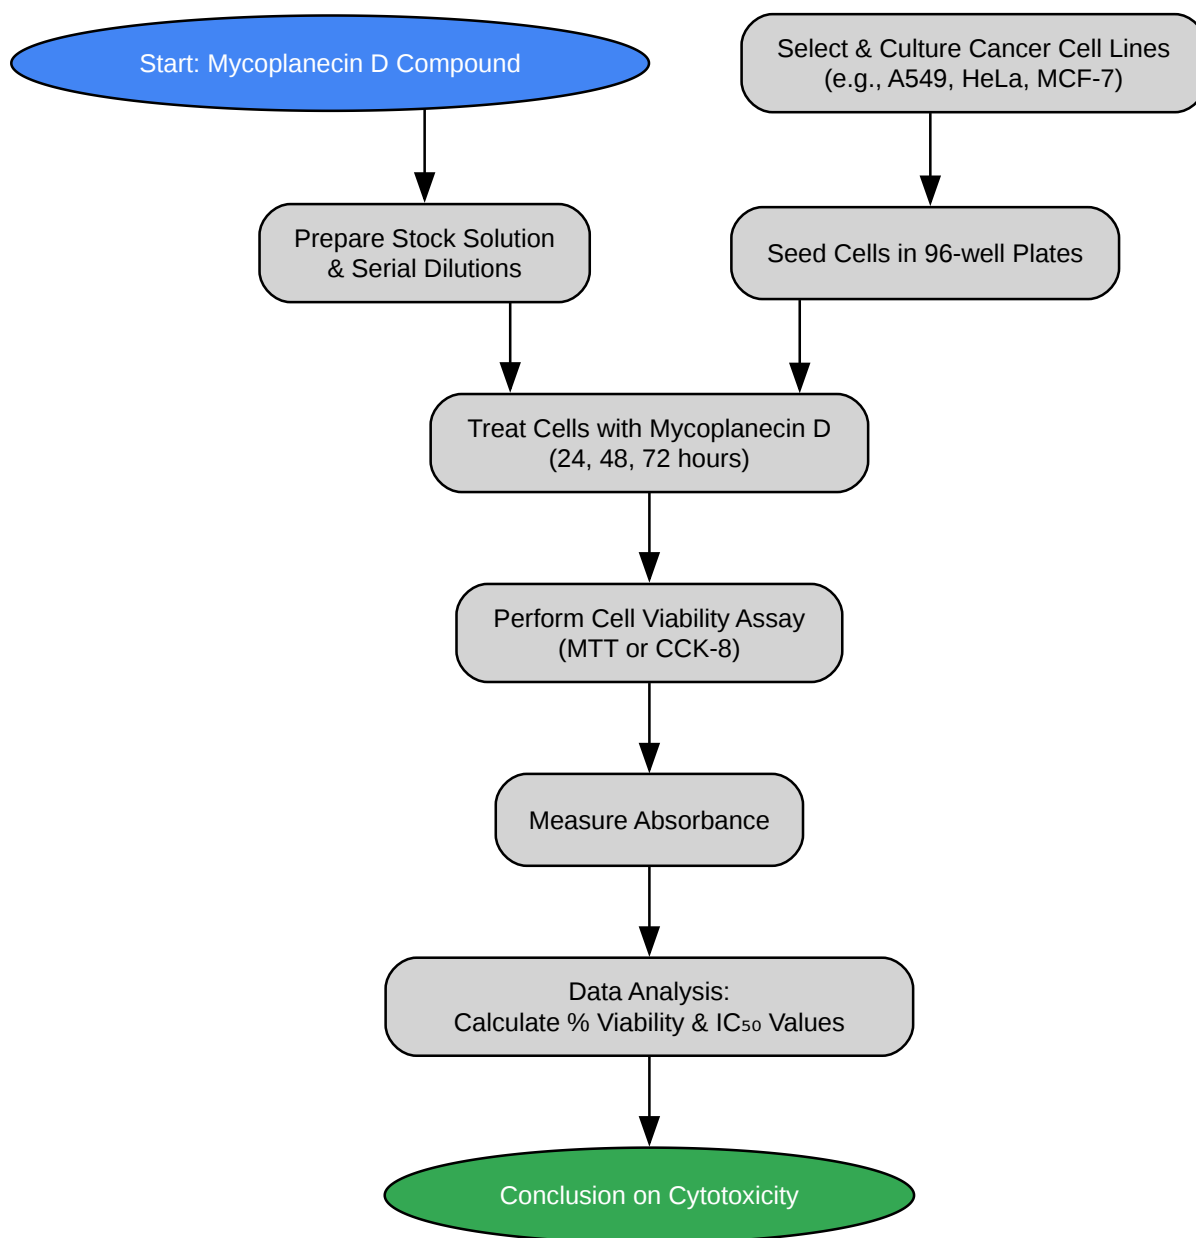 Start: Mycoplanecin D Compound
Select & Culture Cancer Cell Lines
(e.g., A549, HeLa, MCF-7)
Prepare Stock Solution
& Serial Dilutions
Seed Cells in 96-well Plates
Treat Cells with Mycoplanecin D
(24, 48, 72 hours)
Perform Cell Viability Assay
(MTT or CCK-8)
Measure Absorbance
Data Analysis:
Calculate % Viability & IC₅₀ Values
Conclusion on Cytotoxicity